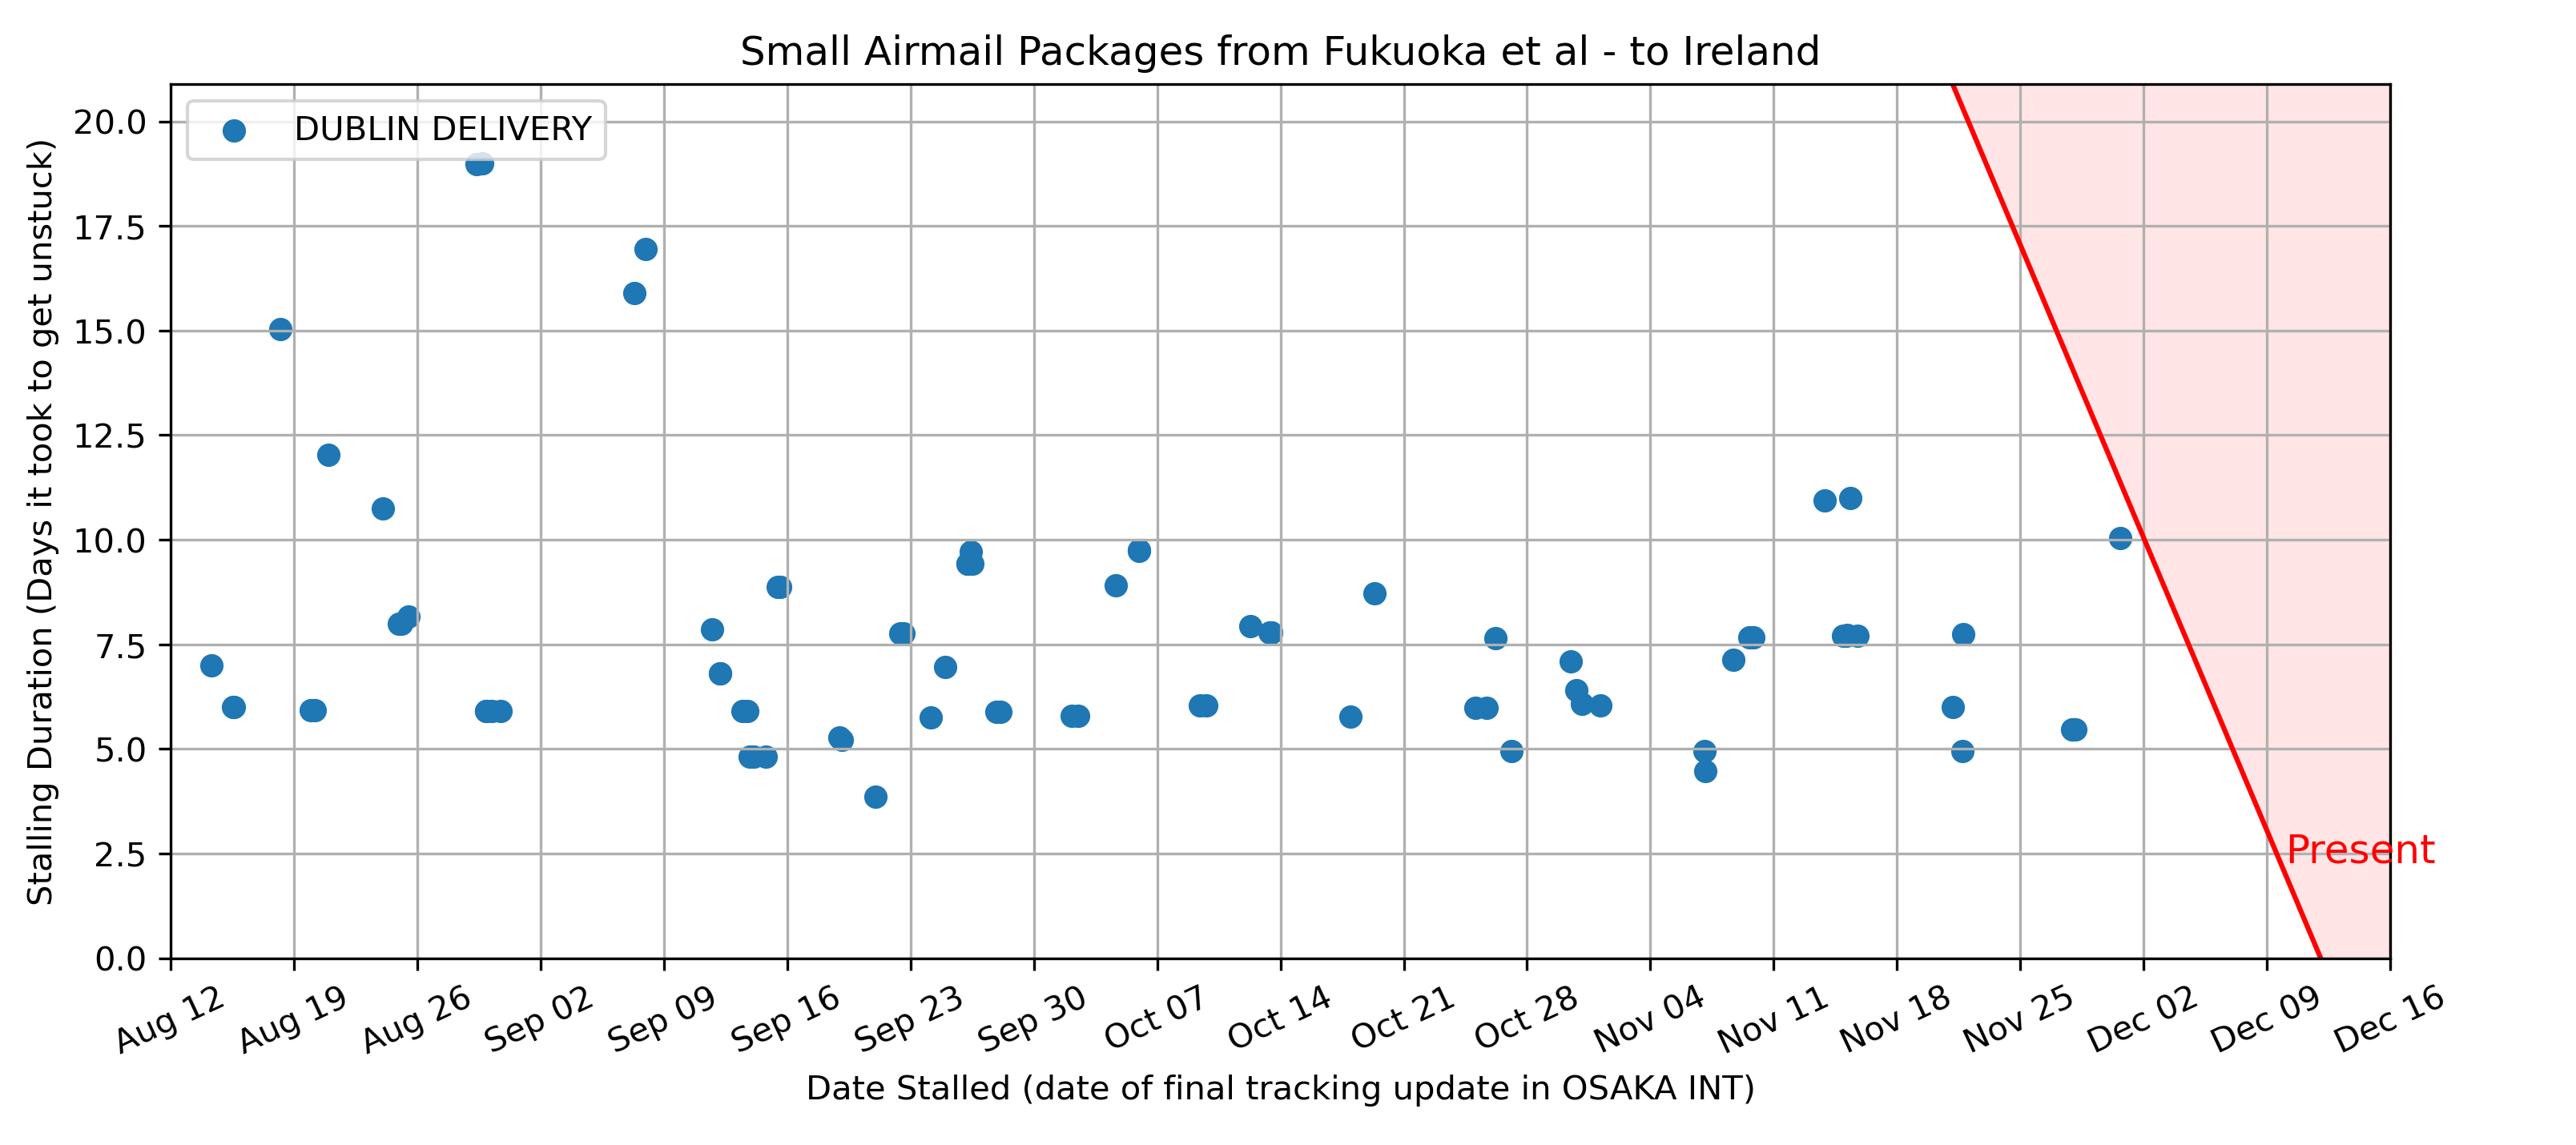 Small Airmail Packages from Fukuoka et al - to Ireland
DUBLIN DELIVERY
Stalling Duration (Days it took to get unstuck)
20.0
17.5
15.0
12.5
10.0
7.5
5.0
2.5
0.0
Present
Aug 12
Aug 19
Aug 26
Sep 02
Sep 09
Sep 16
Sep 23
Sep 30
Oct 07
Oct 14
Oct 21
Oct 28
Nov 04
Nov 11
Nov 18
Nov 25
Dec 02
Dec 09
Dec 16
Date Stalled (date of final tracking update in OSAKA INT)